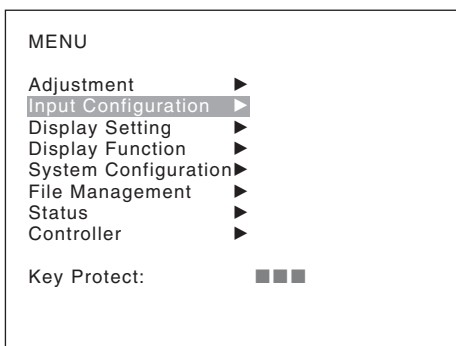 MENU
Adjustment ▶
Input Configuration ▶
Display Setting ▶
Display Function ▶
System Configuration ▶
File Management ▶
Status ▶
Controller ▶
Key Protect: ■■■